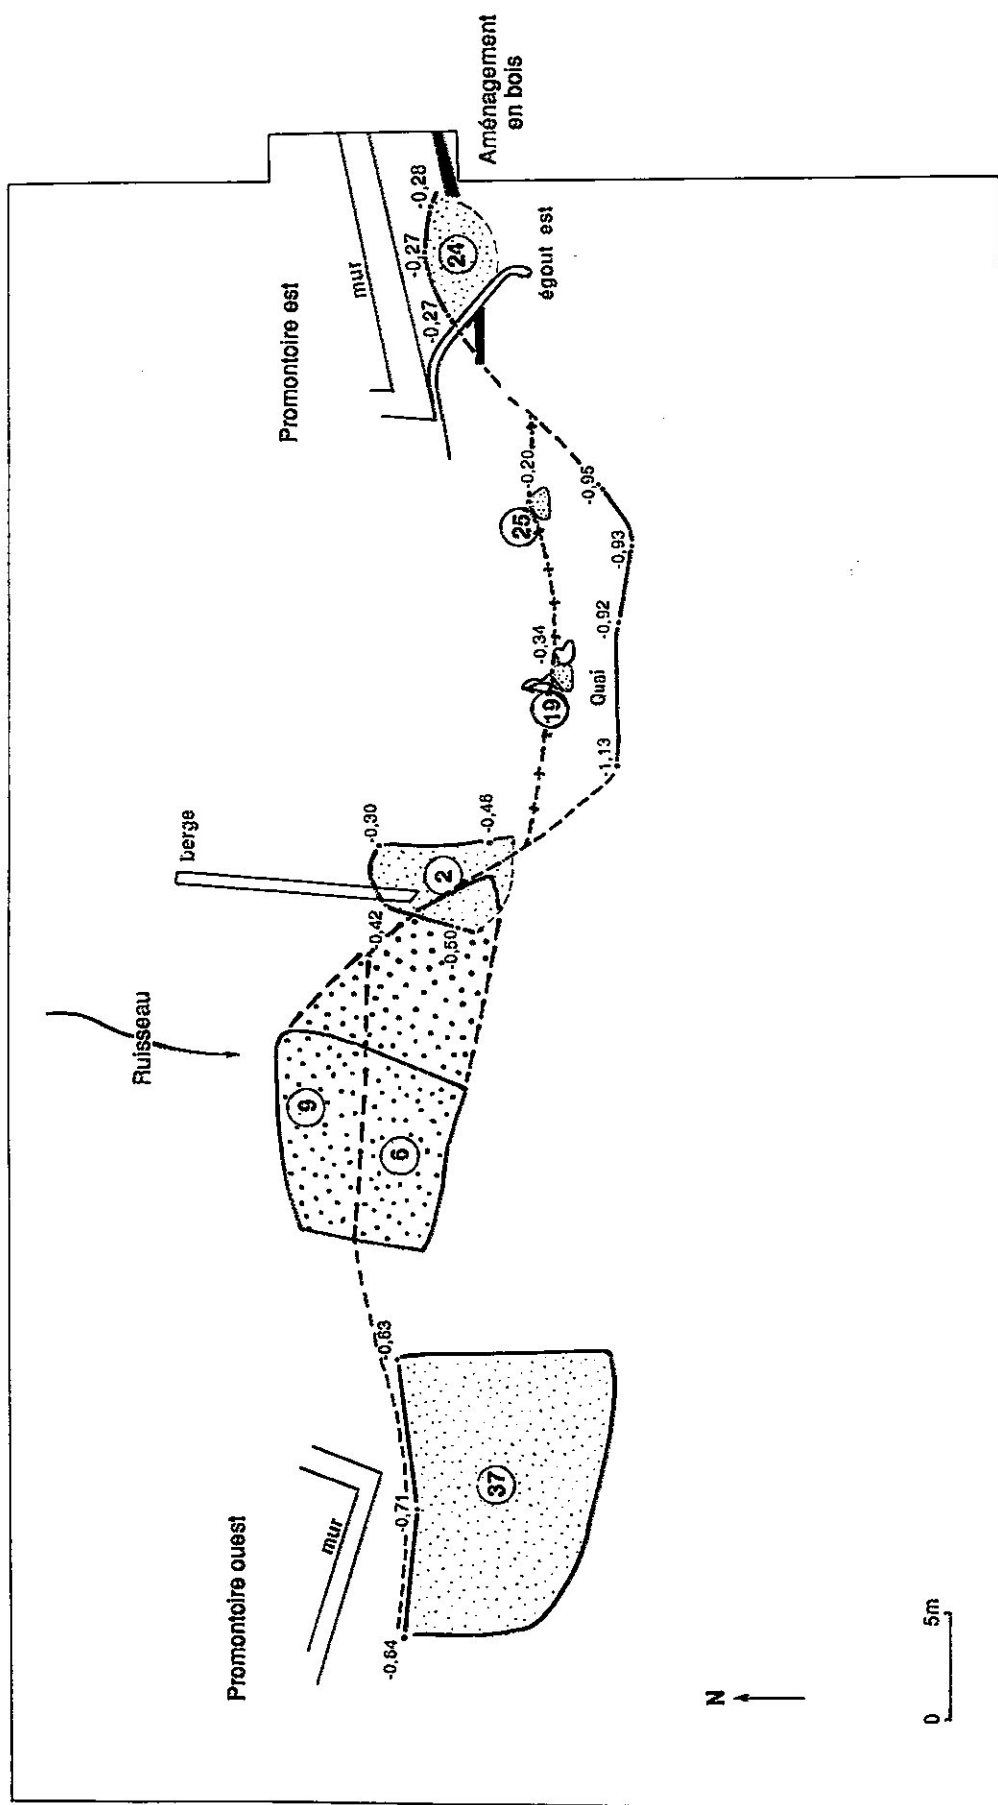 Ruisseau
berge
Promontoire ouest
mur
Promontoire est
mur
-0,64
-0,71
-0,63
9
6
-0,42
-0,30
-0,50
2
-0,46
37
19
-0,34
25
-0,20
-0,27
-0,27
-0,28
24
égout est
Aménagement
en bois
-1,13
Quai
-0,92
-0,93
-0,95
N
0 5m